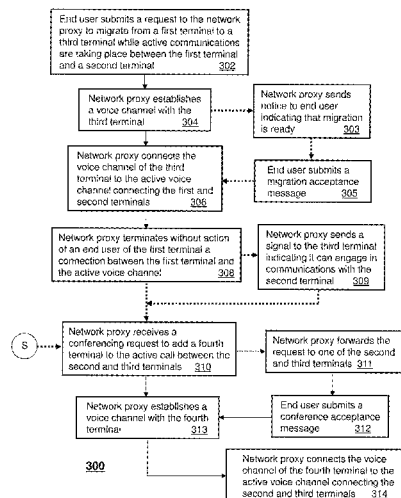 End user submits a request to the network
proxy to migrate from a first terminal to a
third terminal while active communications
are taking place between the first terminal
and a second terminal 302
Network proxy establishes
a voice channel with the
third terminal 304
Network proxy sends
notice to end user
indicating that migration
is ready 303
Network proxy connects the
voice channel of the third
terminal to the active voice
channel connecting the first and
second terminals 306
End user submits a
migration acceptance
message 305
Network proxy terminates without action
of an end user of the first terminal a
connection between the first terminal and
the active voice channel 308
Network proxy sends a
signal to the third terminal
indicating it can engage in
communications with the
second terminal 309
S
Network proxy receives a
conferencing request to add a fourth
terminal to the active call between the
second and third terminals 310
Network proxy forwards the
request to one of the second
and third terminals 311
Network proxy establishes a
voice channel with the fourth
terminal 313
End user submits a
conference acceptance
message 312
300
Network proxy connects the voice
channel of the fourth terminal to the
active voice channel connecting the
second and third terminals 314